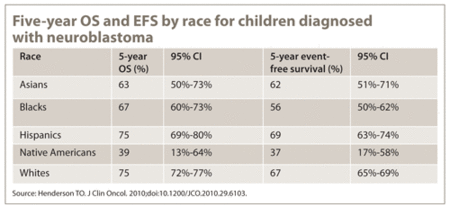 Five-year OS and EFS by race for children diagnosed
with neuroblastoma
Race 5-year OS (%) 95% CI 5-year event-free survival (%) 95% CI
Asians 63 50%-73% 62 51%-71%
Blacks 67 60%-73% 56 50%-62%
Hispanics 75 69%-80% 69 63%-74%
Native Americans 39 13%-64% 37 17%-58%
Whites 75 72%-77% 67 65%-69%
Source: Henderson TO. J Clin Oncol. 2010;doi:10.1200/JCO.2010.29.6103.